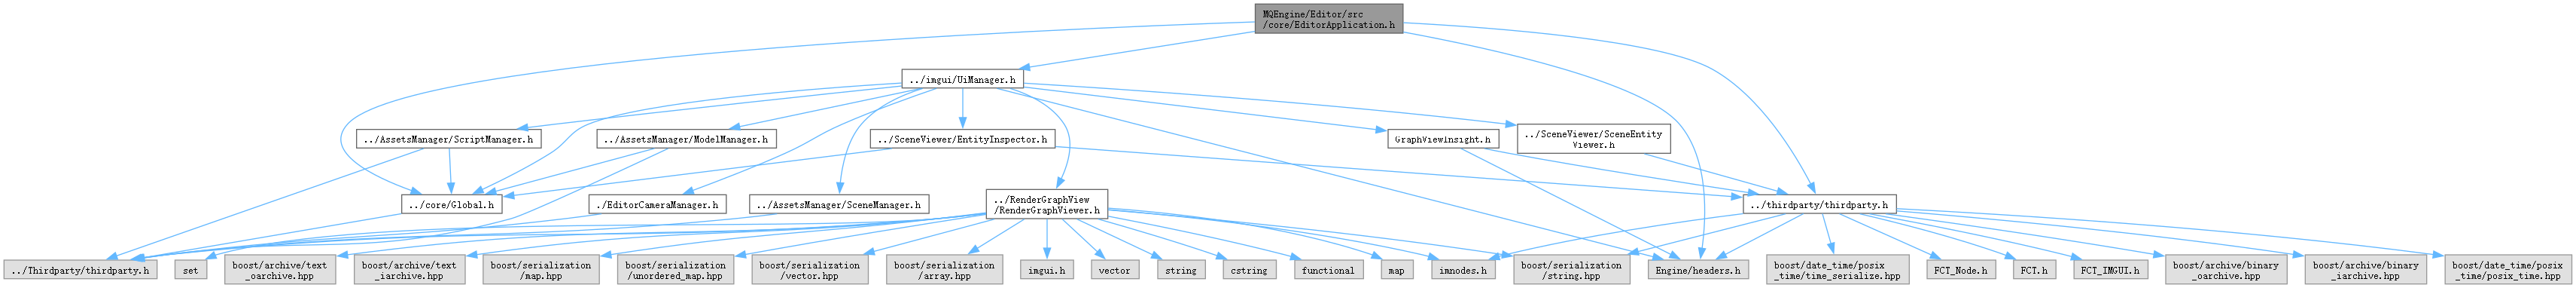 MQEngine/Editor/src
/core/EditorApplication.h
../imgui/UiManager.h
../AssetsManager/ScriptManager.h
../AssetsManager/ModelManager.h
../SceneViewer/EntityInspector.h
GraphViewInsight.h
../SceneViewer/SceneEntity
Viewer.h
../core/Global.h
./EditorCameraManager.h
../AssetsManager/SceneManager.h
../RenderGraphView
/RenderGraphViewer.h
../thirdparty/thirdparty.h
../Thirdparty/thirdparty.h
set
boost/archive/text
_oarchive.hpp
boost/archive/text
_iarchive.hpp
boost/serialization
/map.hpp
boost/serialization
/unordered_map.hpp
boost/serialization
/vector.hpp
boost/serialization
/array.hpp
imgui.h
vector
string
cstring
functional
map
imnodes.h
boost/serialization
/string.hpp
Engine/headers.h
boost/date_time/posix
_time/time_serialize.hpp
FCT_Node.h
FCT.h
FCT_IMGUI.h
boost/archive/binary
_oarchive.hpp
boost/archive/binary
_iarchive.hpp
boost/date_time/posix
_time/posix_time.hpp